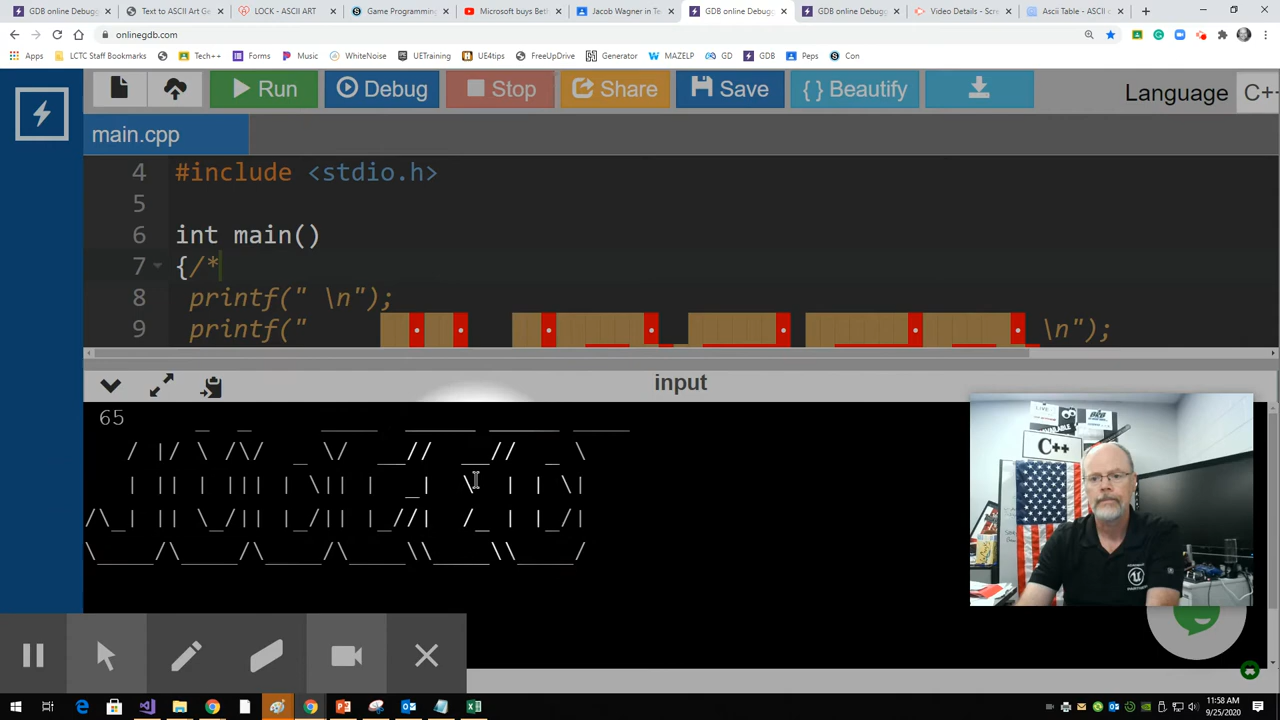 GDB online Debugg
Text to ASCII Art Ge
LOCK - ASCII ART
Game Programming
Microsoft buys Bet
Jacob Wagner in Te
GDB online Debugg
GDB online Debugg
Video Details - Scre
Ascii Table - ASCII c
onlinegdb.com
Apps
LCTC Staff Bookmarks
Tech++
Forms
Music
WhiteNoise
UETraining
UE4tips
FreeUpDrive
Generator
MAZELP
GD
GDB
Peps
Con
Run
Debug
Stop
Share
Save
{ } Beautify
Language
C++
main.cpp
4 #include <stdio.h>
5
6 int main()
7 {/*
8 printf(" \n");
9 printf(" \n");
input
65
C++
11:58 AM
9/25/2020